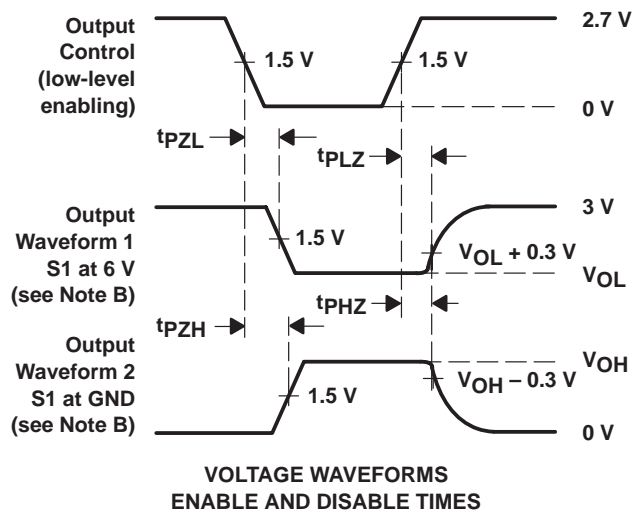 Output
Control
(low-level
enabling)
1.5 V
1.5 V
2.7 V
0 V
tPZL
tPLZ
Output
Waveform 1
S1 at 6 V
(see Note B)
1.5 V
3 V
VOL + 0.3 V
VOL
tPZH
tPHZ
Output
Waveform 2
S1 at GND
(see Note B)
1.5 V
VOH
VOH − 0.3 V
0 V
VOLTAGE WAVEFORMS
ENABLE AND DISABLE TIMES